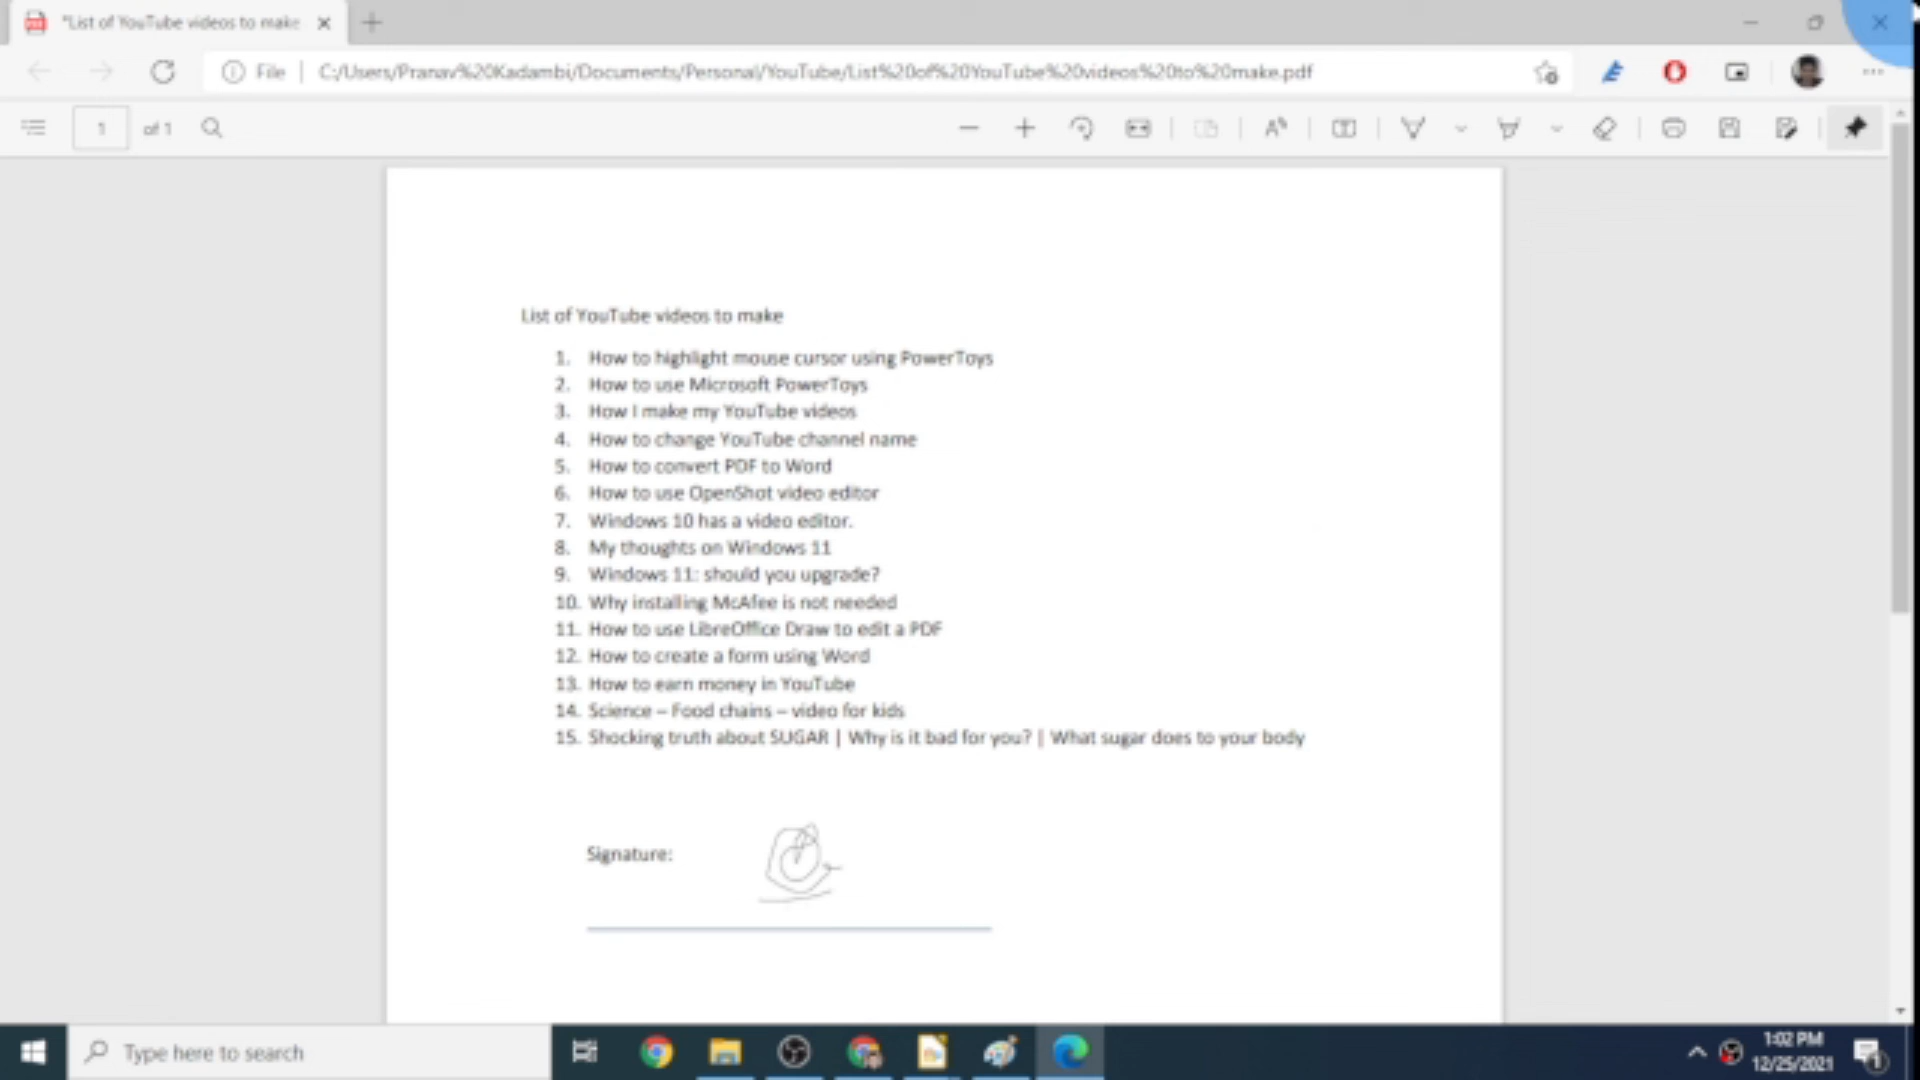 *List of YouTube videos to make
File | C:/Users/Pranav%20Kadambi/Documents/Personal/YouTube/List%20of%20YouTube%20videos%20to%20make.pdf
1 of 1
List of YouTube videos to make
1. How to highlight mouse cursor using PowerToys
2. How to use Microsoft PowerToys
3. How I make my YouTube videos
4. How to change YouTube channel name
5. How to convert PDF to Word
6. How to use OpenShot video editor
7. Windows 10 has a video editor.
8. My thoughts on Windows 11
9. Windows 11: should you upgrade?
10. Why installing McAfee is not needed
11. How to use LibreOffice Draw to edit a PDF
12. How to create a form using Word
13. How to earn money in YouTube
14. Science – Food chains – video for kids
15. Shocking truth about SUGAR | Why is it bad for you? | What sugar does to your body
Signature:
Type here to search
1:02 PM
12/25/2021
1